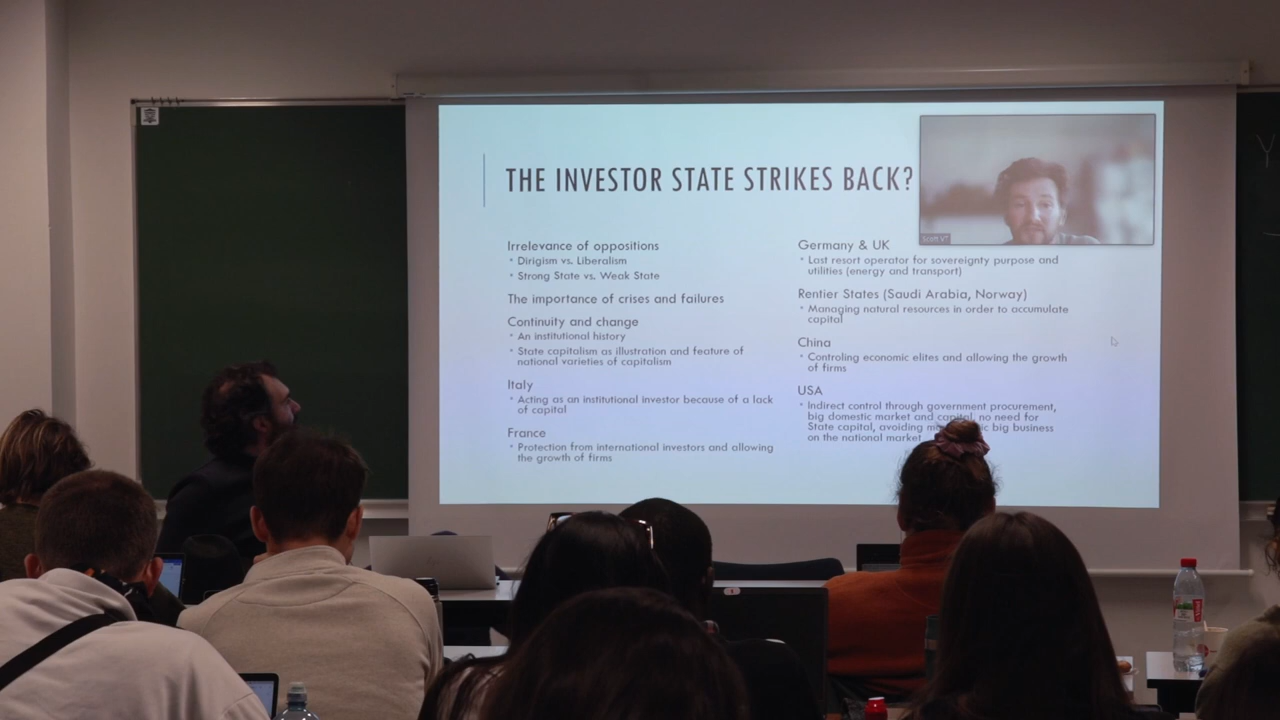 THE INVESTOR STATE STRIKES BACK?
Irrelevance of oppositions
Dirigism vs. Liberalism
Strong State vs. Weak State
The importance of crises and failures
Continuity and change
An institutional history
State capitalism as illustration and feature of
national varieties of capitalism
Italy
Acting as an institutional investor because of a lack
of capital
France
Protection from international investors and allowing
the growth of firms
Germany & UK
Last resort operator for sovereignty purpose and
utilities (energy and transport)
Rentier States (Saudi Arabia, Norway)
Managing natural resources in order to accumulate
capital
China
Controling economic elites and allowing the growth
of firms
USA
Indirect control through government procurement,
big domestic market and capital, no need for
State capital, avoiding big business
on the national market